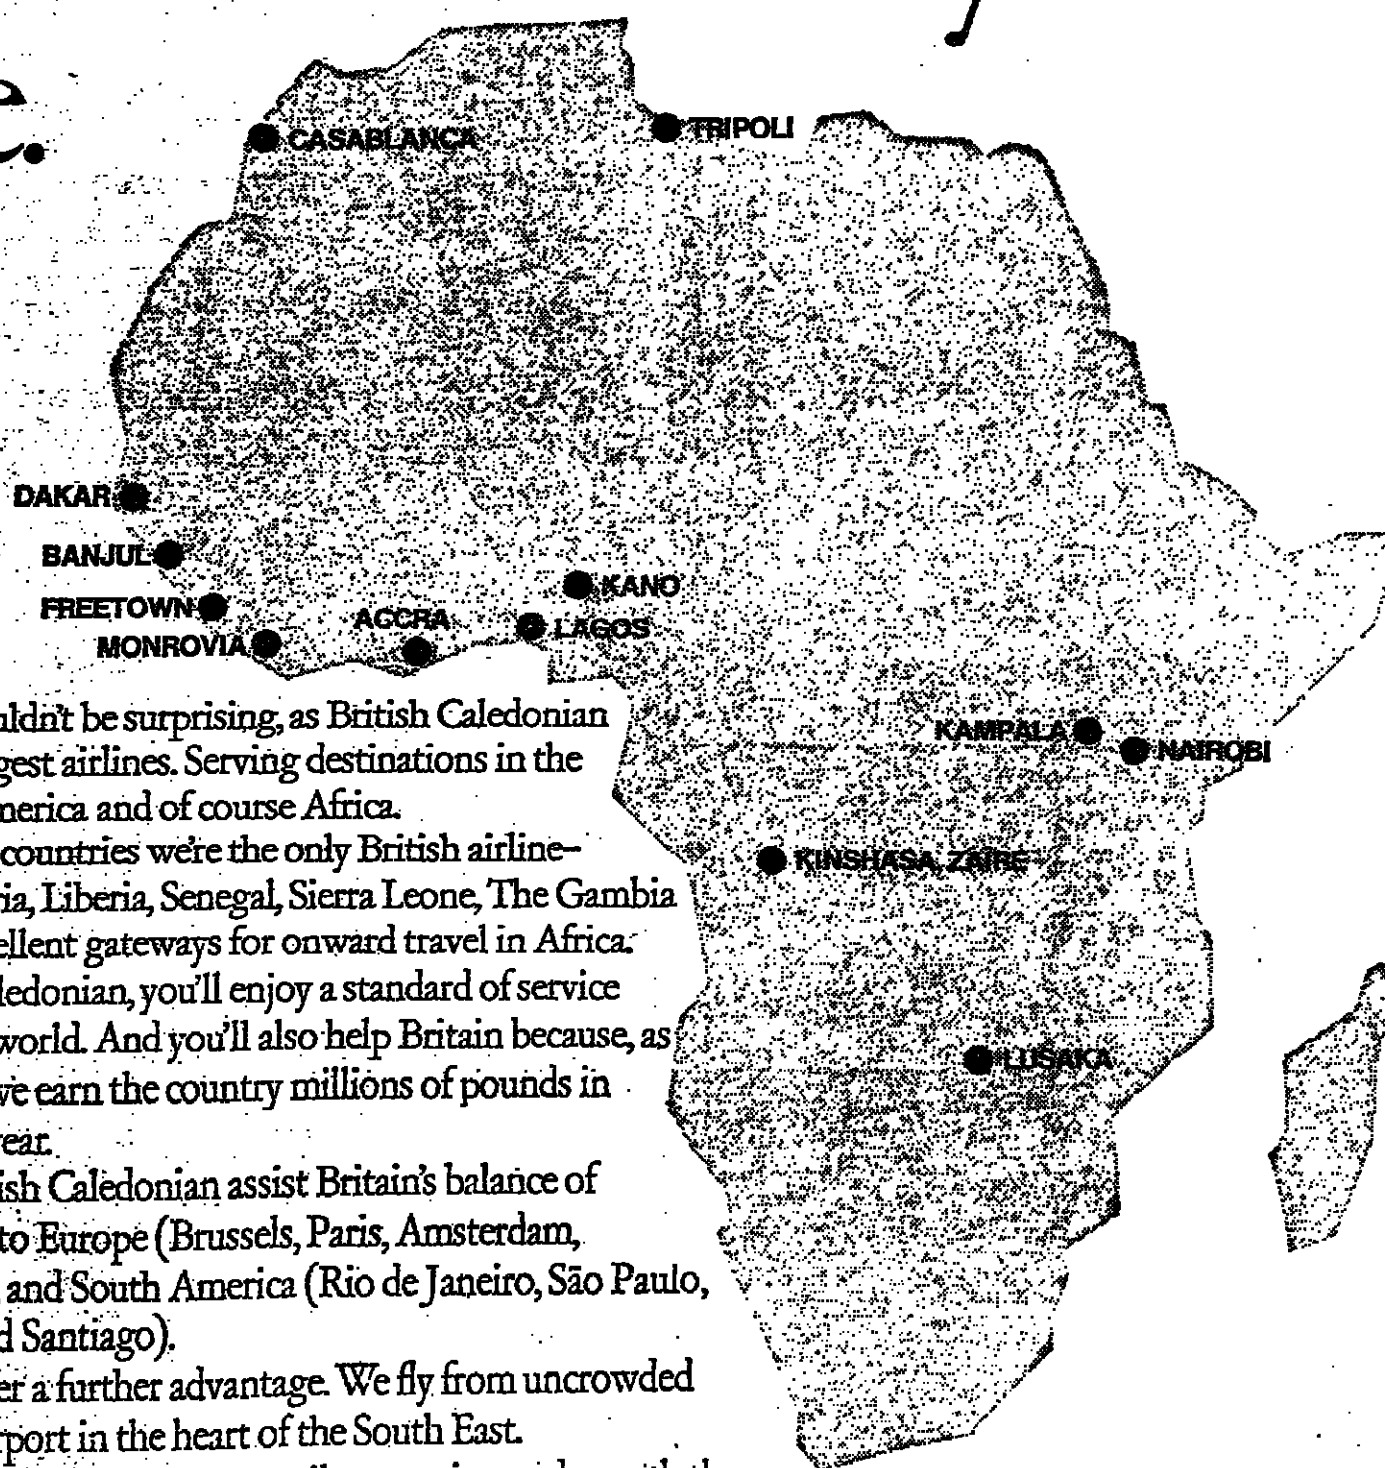 e.
CASABLANCA
TRIPOLI
DAKAR
BANJUL
FREETOWN
MONROVIA
ACCRA
KANO
LAGOS
KAMPALA
NAIROBI
KINSHASA, ZAIRE
LUSAKA
uldn't be surprising, as British Caledonian
gest airlines. Serving destinations in the
merica and of course Africa.
countries we're the only British airline–
ia, Liberia, Senegal, Sierra Leone, The Gambia
ellent gateways for onward travel in Africa.
ledonian, you'll enjoy a standard of service
world. And you'll also help Britain because, as
ve earn the country millions of pounds in
year.
ish Caledonian assist Britain's balance of
to Europe (Brussels, Paris, Amsterdam,
and South America (Rio de Janeiro, São Paulo,
d Santiago).
er a further advantage. We fly from uncrowded
rport in the heart of the South East.